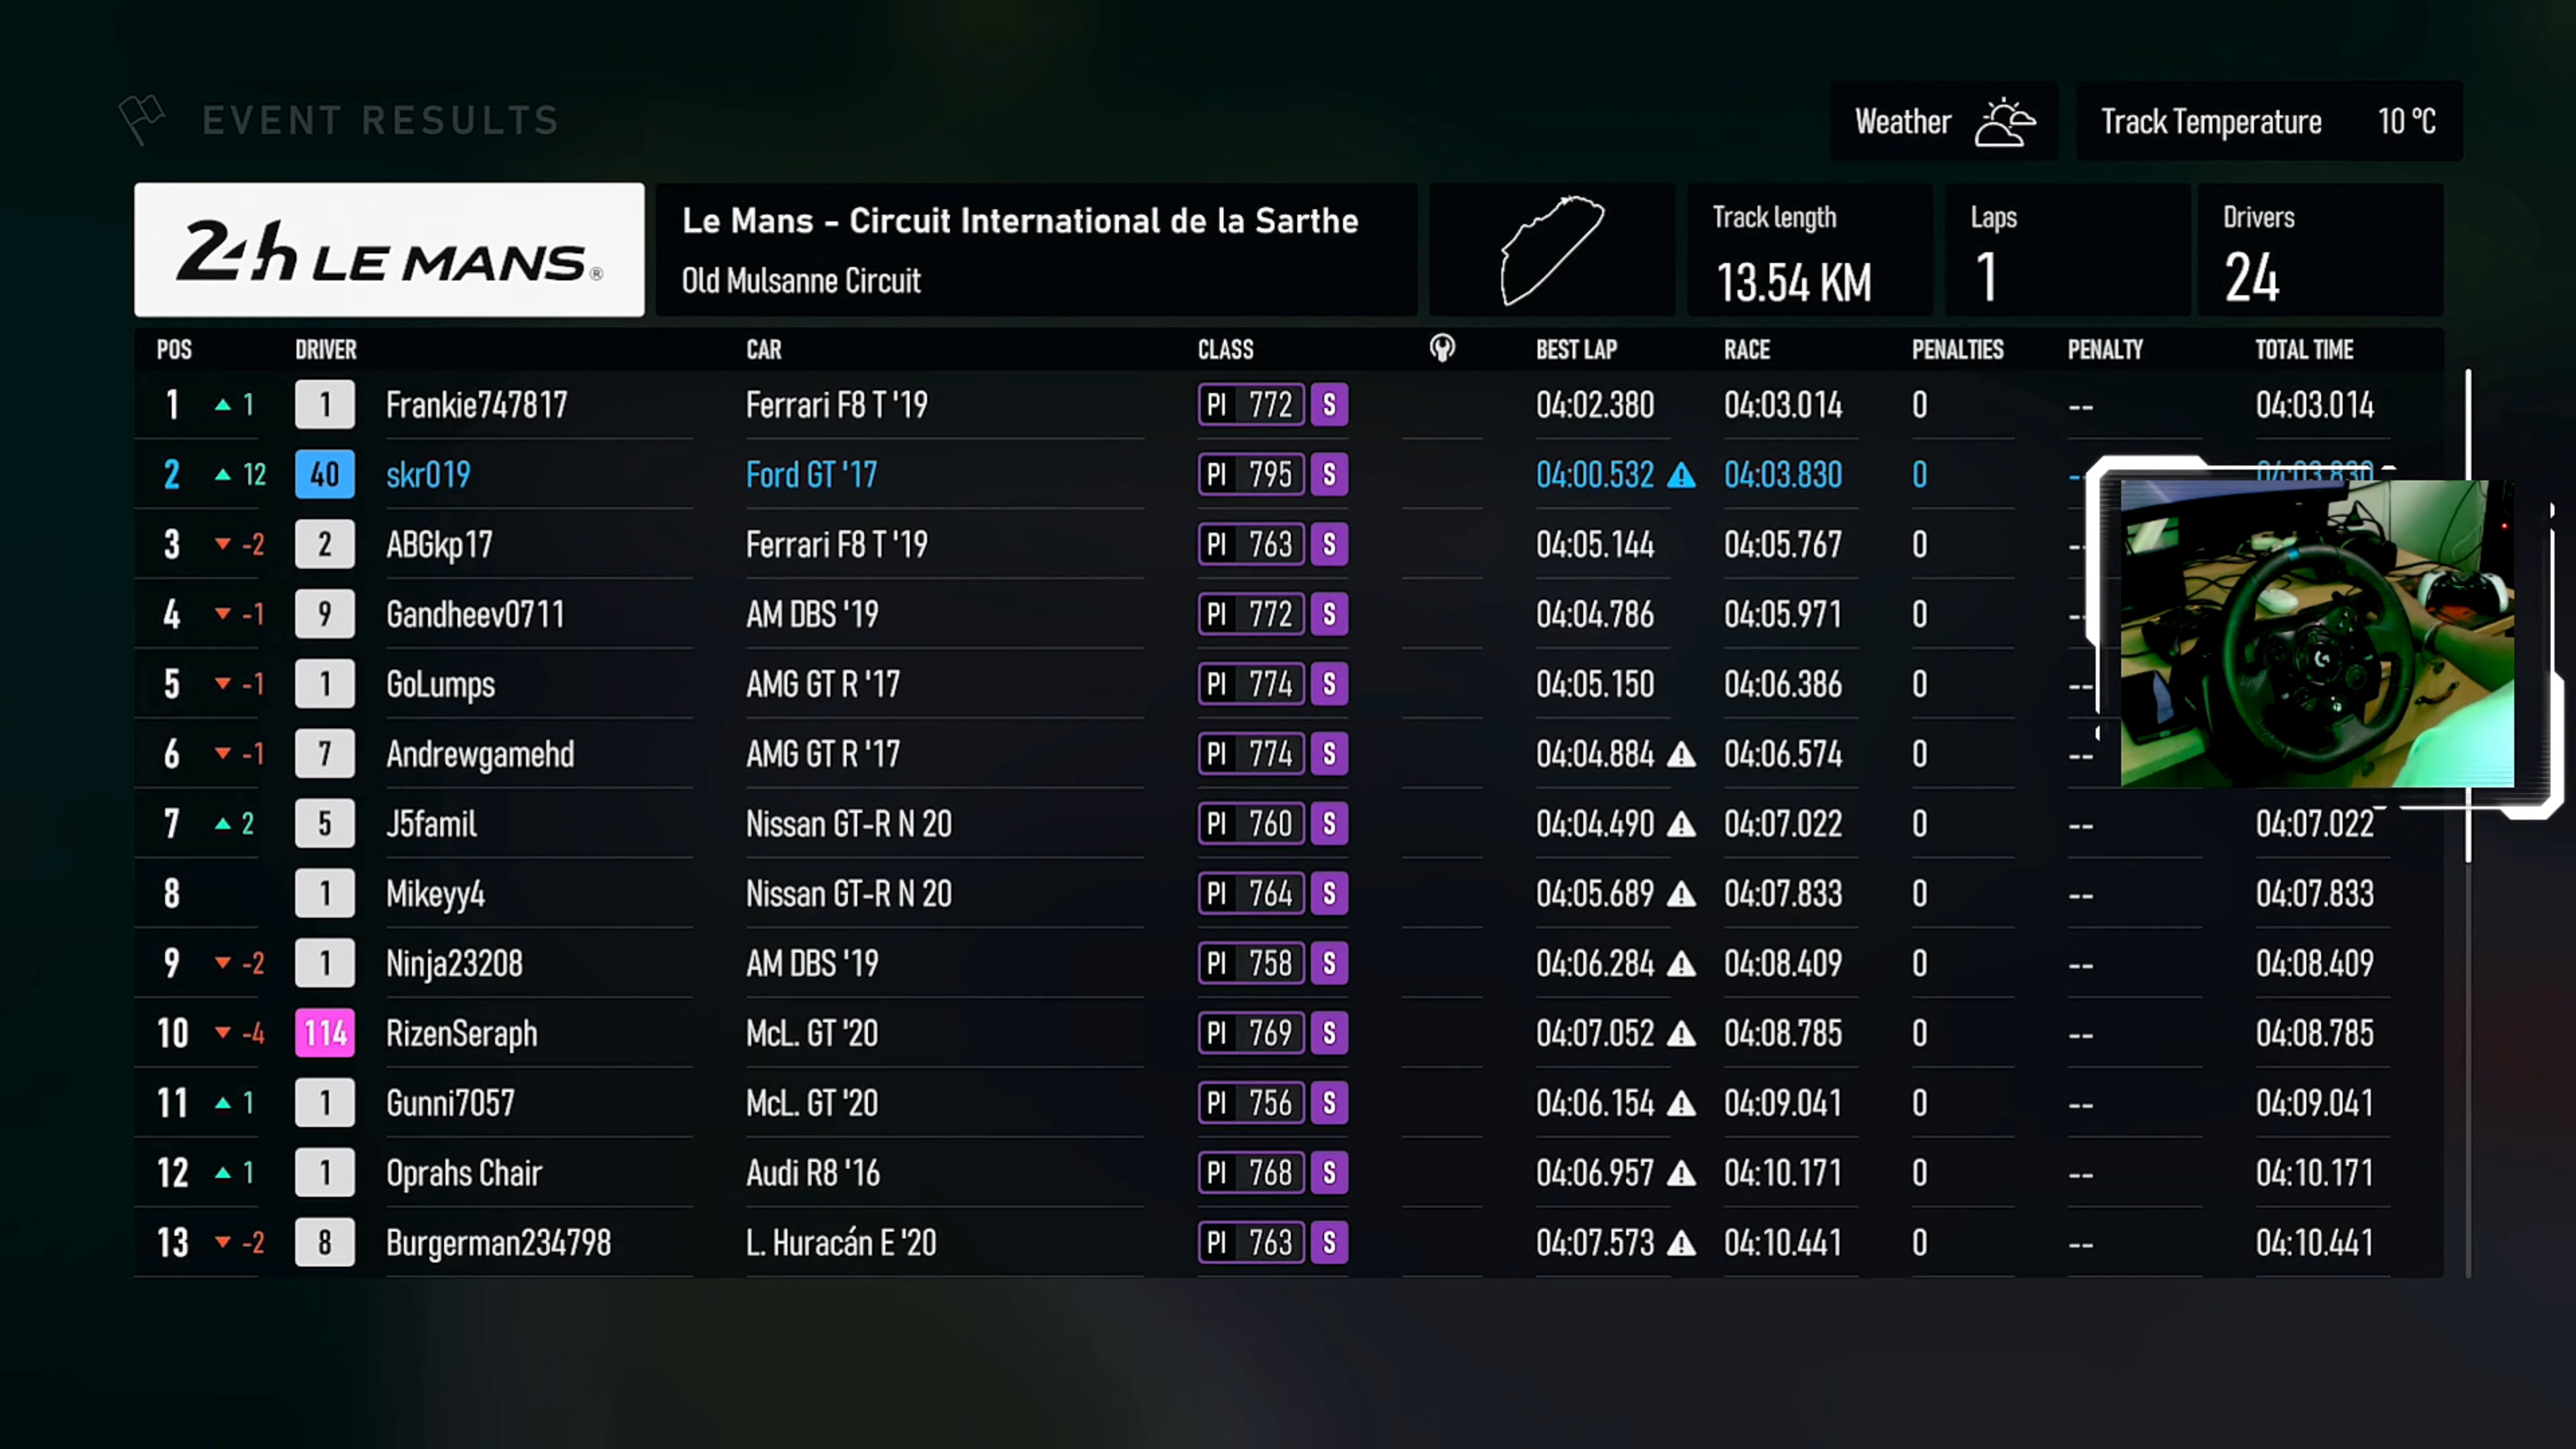 EVENT RESULTS
Weather
Track Temperature 10 °C
24h LE MANS®
Le Mans - Circuit International de la Sarthe
Old Mulsanne Circuit
Track length
13.54 KM
Laps
1
Drivers
24
POS DRIVER CAR CLASS BEST LAP RACE PENALTIES PENALTY TOTAL TIME
1 1 1 Frankie747817 Ferrari F8 T '19 PI 772 S 04:02.380 04:03.014 0 -- 04:03.014
2 12 40 skr019 Ford GT '17 PI 795 S 04:00.532 04:03.830 0 04:03.830
3 -2 2 ABGkp17 Ferrari F8 T '19 PI 763 S 04:05.144 04:05.767 0
4 -1 9 Gandheev0711 AM DBS '19 PI 772 S 04:04.786 04:05.971 0
5 -1 1 GoLumps AMG GT R '17 PI 774 S 04:05.150 04:06.386 0 --
6 -1 7 Andrewgamehd AMG GT R '17 PI 774 S 04:04.884 04:06.574 0 --
7 2 5 J5famil Nissan GT-R N 20 PI 760 S 04:04.490 04:07.022 0 -- 04:07.022
8 1 Mikeyy4 Nissan GT-R N 20 PI 764 S 04:05.689 04:07.833 0 -- 04:07.833
9 -2 1 Ninja23208 AM DBS '19 PI 758 S 04:06.284 04:08.409 0 -- 04:08.409
10 -4 114 RizenSeraph McL. GT '20 PI 769 S 04:07.052 04:08.785 0 -- 04:08.785
11 1 1 Gunni7057 McL. GT '20 PI 756 S 04:06.154 04:09.041 0 -- 04:09.041
12 1 1 Oprahs Chair Audi R8 '16 PI 768 S 04:06.957 04:10.171 0 -- 04:10.171
13 -2 8 Burgerman234798 L. Huracán E '20 PI 763 S 04:07.573 04:10.441 0 -- 04:10.441